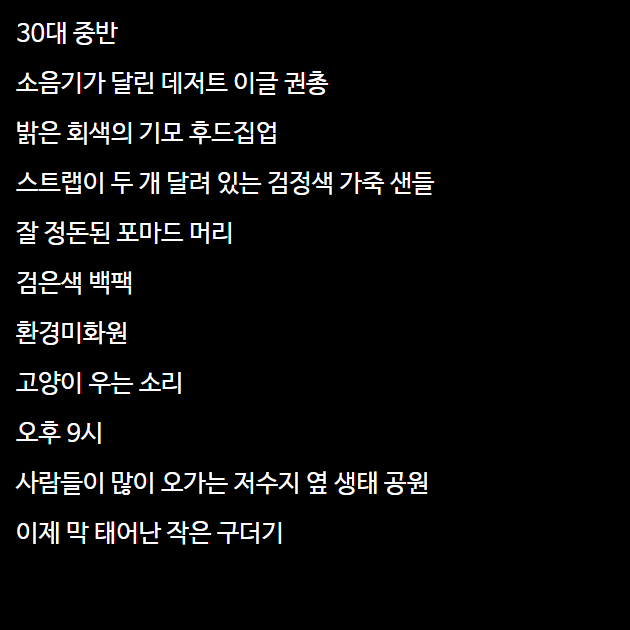 30대 중반
소음기가 달린 데저트 이글 권총
밝은 회색의 기모 후드집업
스트랩이 두 개 달려 있는 검정색 가죽 샌들
잘 정돈된 포마드 머리
검은색 백팩
환경미화원
고양이 우는 소리
오후 9시
사람들이 많이 오가는 저수지 옆 생태 공원
이제 막 태어난 작은 구더기